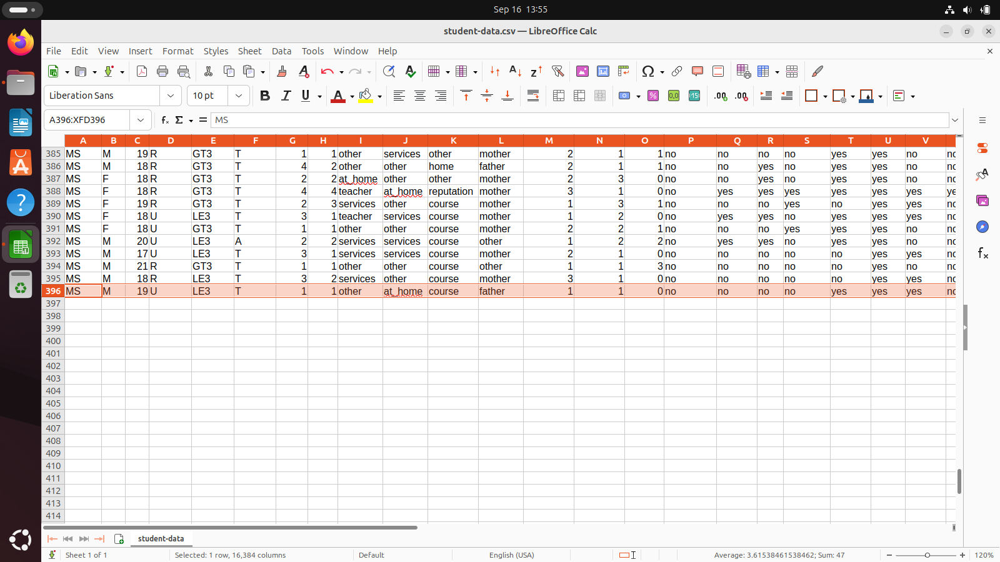 Sep 16 13:55
student-data.csv — LibreOffice Calc
File Edit View Insert Format Styles Sheet Data Tools Window Help
Liberation Sans 10 pt
A396:XFD396 MS
A B C D E F G H I J K L M N O P Q R S T U V
385 MS M 19 R GT3 T 1 1 other services other mother 2 1 1 no no no no yes yes no no
386 MS M 18 R GT3 T 4 2 other other home father 2 1 1 no no yes no yes yes no no
387 MS F 18 R GT3 T 2 2 at_home other other mother 2 3 0 no no yes no yes yes no no
388 MS F 18 R GT3 T 4 4 teacher at_home reputation mother 3 1 0 no yes yes yes yes yes yes ye
389 MS F 19 R GT3 T 2 3 services other course mother 1 3 1 no no no yes no yes yes no
390 MS F 18 U LE3 T 3 1 teacher services course mother 1 2 0 no yes yes no yes yes yes no
391 MS F 18 U GT3 T 1 1 other other course mother 2 2 1 no no no yes yes yes no no
392 MS M 20 U LE3 A 2 2 services services course other 1 2 2 no yes yes no yes yes no no
393 MS M 17 U LE3 T 3 1 services services course mother 2 1 0 no no no no no yes yes no
394 MS M 21 R GT3 T 1 1 other other course other 1 1 3 no no no no no yes no no
395 MS M 18 R LE3 T 3 2 services other course mother 3 1 0 no no no no no yes yes no
396 MS M 19 U LE3 T 1 1 other at_home course father 1 1 0 no no no no yes yes yes no
397
398
399
400
401
402
403
404
405
406
407
408
409
410
411
412
413
414
student-data
Sheet 1 of 1 Selected: 1 row, 16,384 columns Default English (USA) Average: 3.61538461538462; Sum: 47 120%